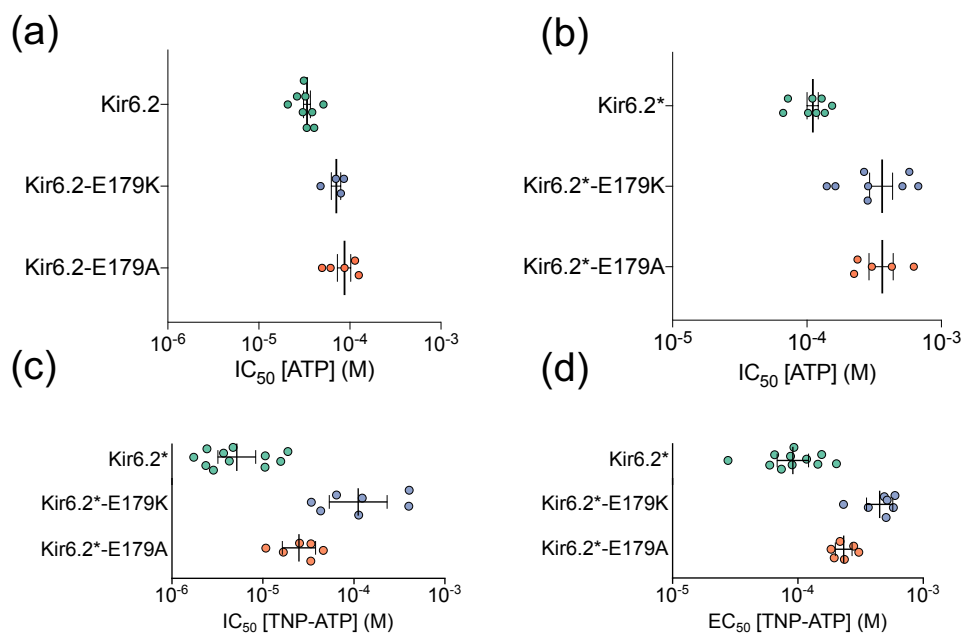 (a)
Kir6.2
Kir6.2-E179K
Kir6.2-E179A
10⁻⁶ 10⁻⁵ 10⁻⁴ 10⁻³
IC₅₀ [ATP] (M)
(b)
Kir6.2*
Kir6.2*-E179K
Kir6.2*-E179A
10⁻⁵ 10⁻⁴ 10⁻³
IC₅₀ [ATP] (M)
(c)
Kir6.2*
Kir6.2*-E179K
Kir6.2*-E179A
10⁻⁶ 10⁻⁵ 10⁻⁴ 10⁻³
IC₅₀ [TNP-ATP] (M)
(d)
Kir6.2*
Kir6.2*-E179K
Kir6.2*-E179A
10⁻⁵ 10⁻⁴ 10⁻³
EC₅₀ [TNP-ATP] (M)